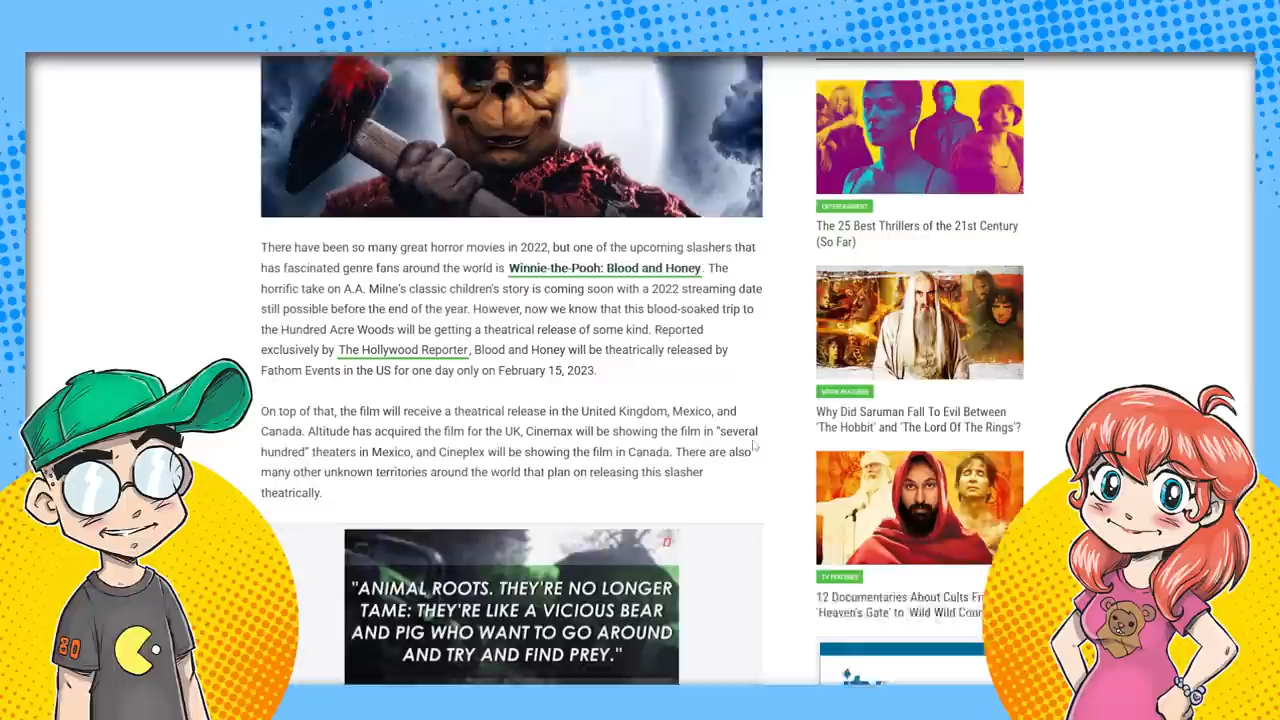 There have been so many great horror movies in 2022, but one of the upcoming slashers that
has fascinated genre fans around the world is Winnie-the-Pooh: Blood and Honey. The
horrific take on A.A. Milne's classic children's story is coming soon with a 2022 streaming date
still possible before the end of the year. However, now we know that this blood-soaked trip to
the Hundred Acre Woods will be getting a theatrical release of some kind. Reported
exclusively by The Hollywood Reporter, Blood and Honey will be theatrically released by
Fathom Events in the US for one day only on February 15, 2023.
On top of that, the film will receive a theatrical release in the United Kingdom, Mexico, and
Canada. Altitude has acquired the film for the UK, Cinemax will be showing the film in "several
hundred" theaters in Mexico, and Cineplex will be showing the film in Canada. There are also
many other unknown territories around the world that plan on releasing this slasher
theatrically.
"ANIMAL ROOTS. THEY'RE NO LONGER
TAME: THEY'RE LIKE A VICIOUS BEAR
AND PIG WHO WANT TO GO AROUND
AND TRY AND FIND PREY."
ENTERTAINMENT
The 25 Best Thrillers of the 21st Century
(So Far)
MOVIE FEATURES
Why Did Saruman Fall To Evil Between
'The Hobbit' and 'The Lord Of The Rings'?
TV FEATURES
12 Documentaries About Cults
'Heaven's Gate' to Wild Wild
80